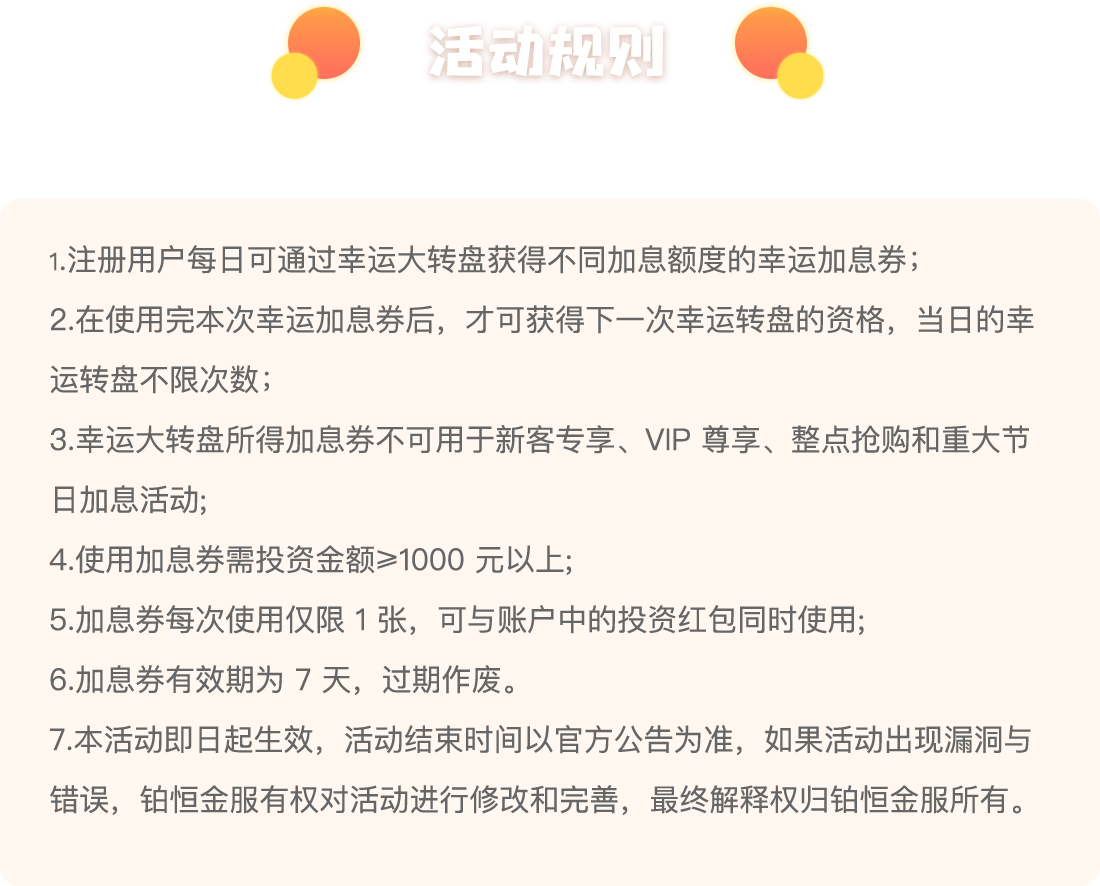 活动规则
1.注册用户每日可通过幸运大转盘获得不同加息额度的幸运加息券；
2.在使用完本次幸运加息券后，才可获得下一次幸运转盘的资格，当日的幸
运转盘不限次数；
3.幸运大转盘所得加息券不可用于新客专享、VIP 尊享、整点抢购和重大节
日加息活动;
4.使用加息券需投资金额≥1000 元以上;
5.加息券每次使用仅限 1 张，可与账户中的投资红包同时使用;
6.加息券有效期为 7 天，过期作废。
7.本活动即日起生效，活动结束时间以官方公告为准，如果活动出现漏洞与
错误，铂恒金服有权对活动进行修改和完善，最终解释权归铂恒金服所有。